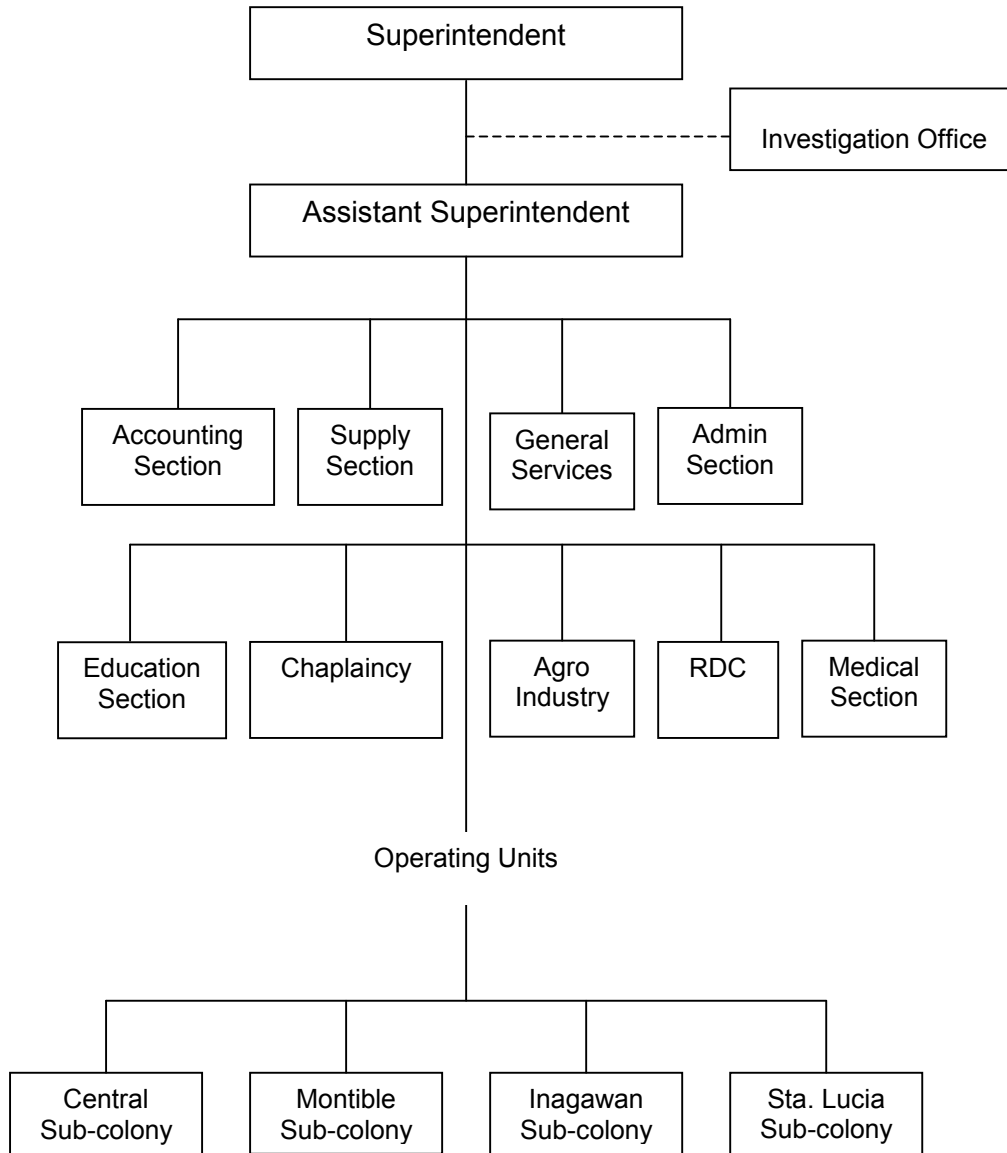 Superintendent
Investigation Office
Assistant Superintendent
Accounting
Section
Supply
Section
General
Services
Admin
Section
Education
Section
Chaplaincy
Agro
Industry
RDC
Medical
Section
Operating Units
Central
Sub-colony
Montible
Sub-colony
Inagawan
Sub-colony
Sta. Lucia
Sub-colony